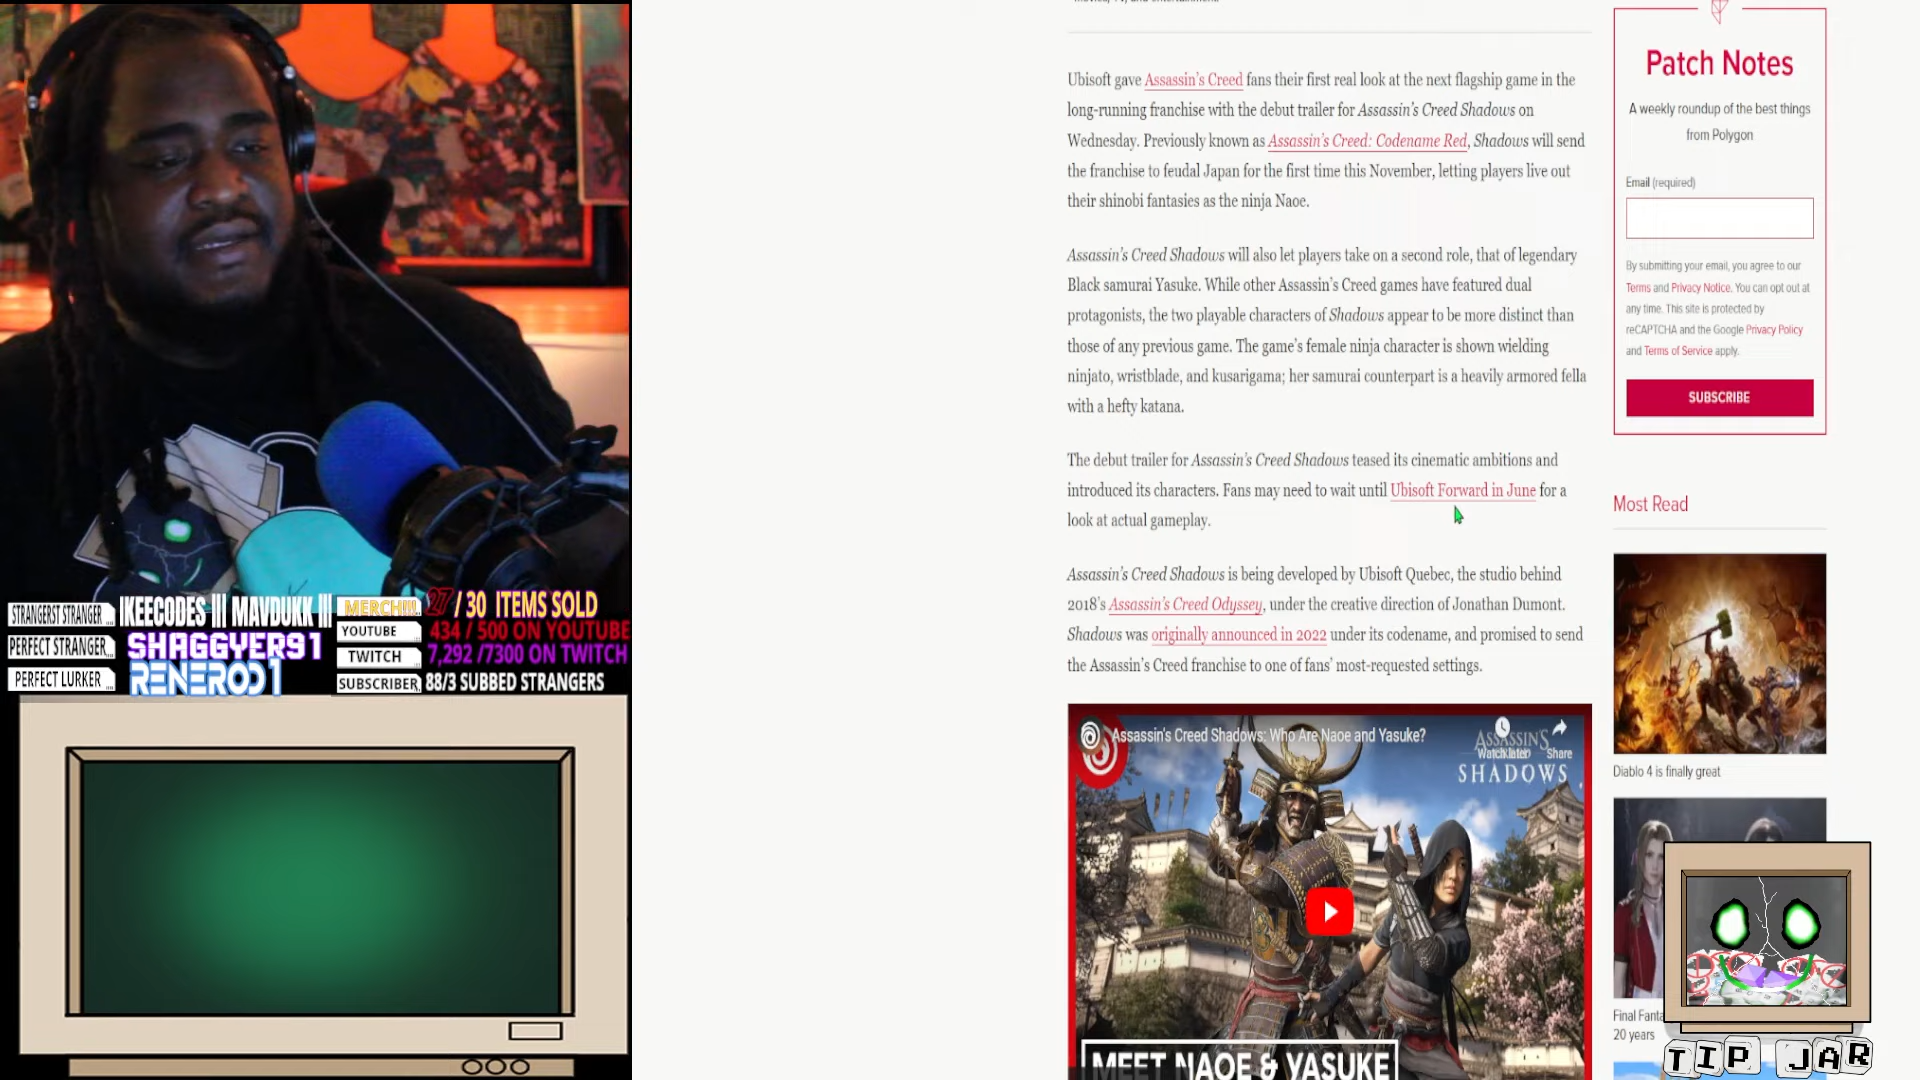 Ubisoft gave Assassin's Creed fans their first real look at the next flagship game in the
long-running franchise with the debut trailer for Assassin's Creed Shadows on
Wednesday. Previously known as Assassin's Creed: Codename Red, Shadows will send
the franchise to feudal Japan for the first time this November, letting players live out
their shinobi fantasies as the ninja Naoe.
Assassin's Creed Shadows will also let players take on a second role, that of legendary
Black samurai Yasuke. While other Assassin's Creed games have featured dual
protagonists, the two playable characters of Shadows appear to be more distinct than
those of any previous game. The game's female ninja character is shown wielding
ninjato, wristblade, and kusarigama; her samurai counterpart is a heavily armored fella
with a hefty katana.
The debut trailer for Assassin's Creed Shadows teased its cinematic ambitions and
introduced its characters. Fans may need to wait until Ubisoft Forward in June for a
look at actual gameplay.
Assassin's Creed Shadows is being developed by Ubisoft Quebec, the studio behind
2018's Assassin's Creed Odyssey, under the creative direction of Jonathan Dumont.
Shadows was originally announced in 2022 under its codename, and promised to send
the Assassin's Creed franchise to one of fans' most-requested settings.
Assassin's Creed Shadows: Who Are Naoe and Yasuke?
Watch later
Share
ASSASSIN'S
SHADOWS
MEET NAOE & YASUKE
Patch Notes
A weekly roundup of the best things
from Polygon
Email (required)
By submitting your email, you agree to our
Terms and Privacy Notice. You can opt out at
any time. This site is protected by
reCAPTCHA and the Google Privacy Policy
and Terms of Service apply.
SUBSCRIBE
Most Read
Diablo 4 is finally great
Final Fanta
20 years
TIP JAR
STRANGERST STRANGER
IKEECODES ||| MAVDUKK |||
PERFECT STRANGER
SHAGGYER91
PERFECT LURKER
RENEROD1
MERCH!!!
27 / 30 ITEMS SOLD
YOUTUBE
434 / 500 ON YOUTUBE
TWITCH
7,292 /7300 ON TWITCH
SUBSCRIBER
88/3 SUBBED STRANGERS